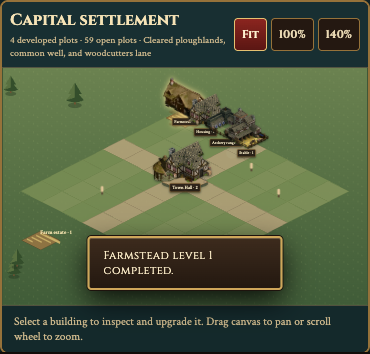 Capital settlement
4 developed plots · 59 open plots · Cleared ploughlands,
common well, and woodcutters lane
Fit
100%
140%
Farmstead
Housing ·
Archery range
Stable · 1
Town Hall · 2
Farm estate · 1
Farmstead level 1
completed.
Select a building to inspect and upgrade it. Drag canvas to pan or scroll
wheel to zoom.